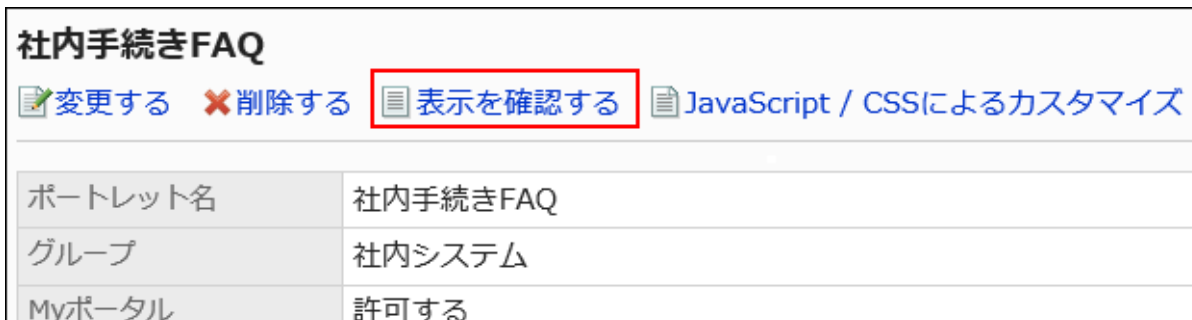 社内手続きFAQ
変更する 削除する 表示を確認する JavaScript / CSSによるカスタマイズ
ポートレット名 社内手続きFAQ
グループ 社内システム
Myポータル 許可する